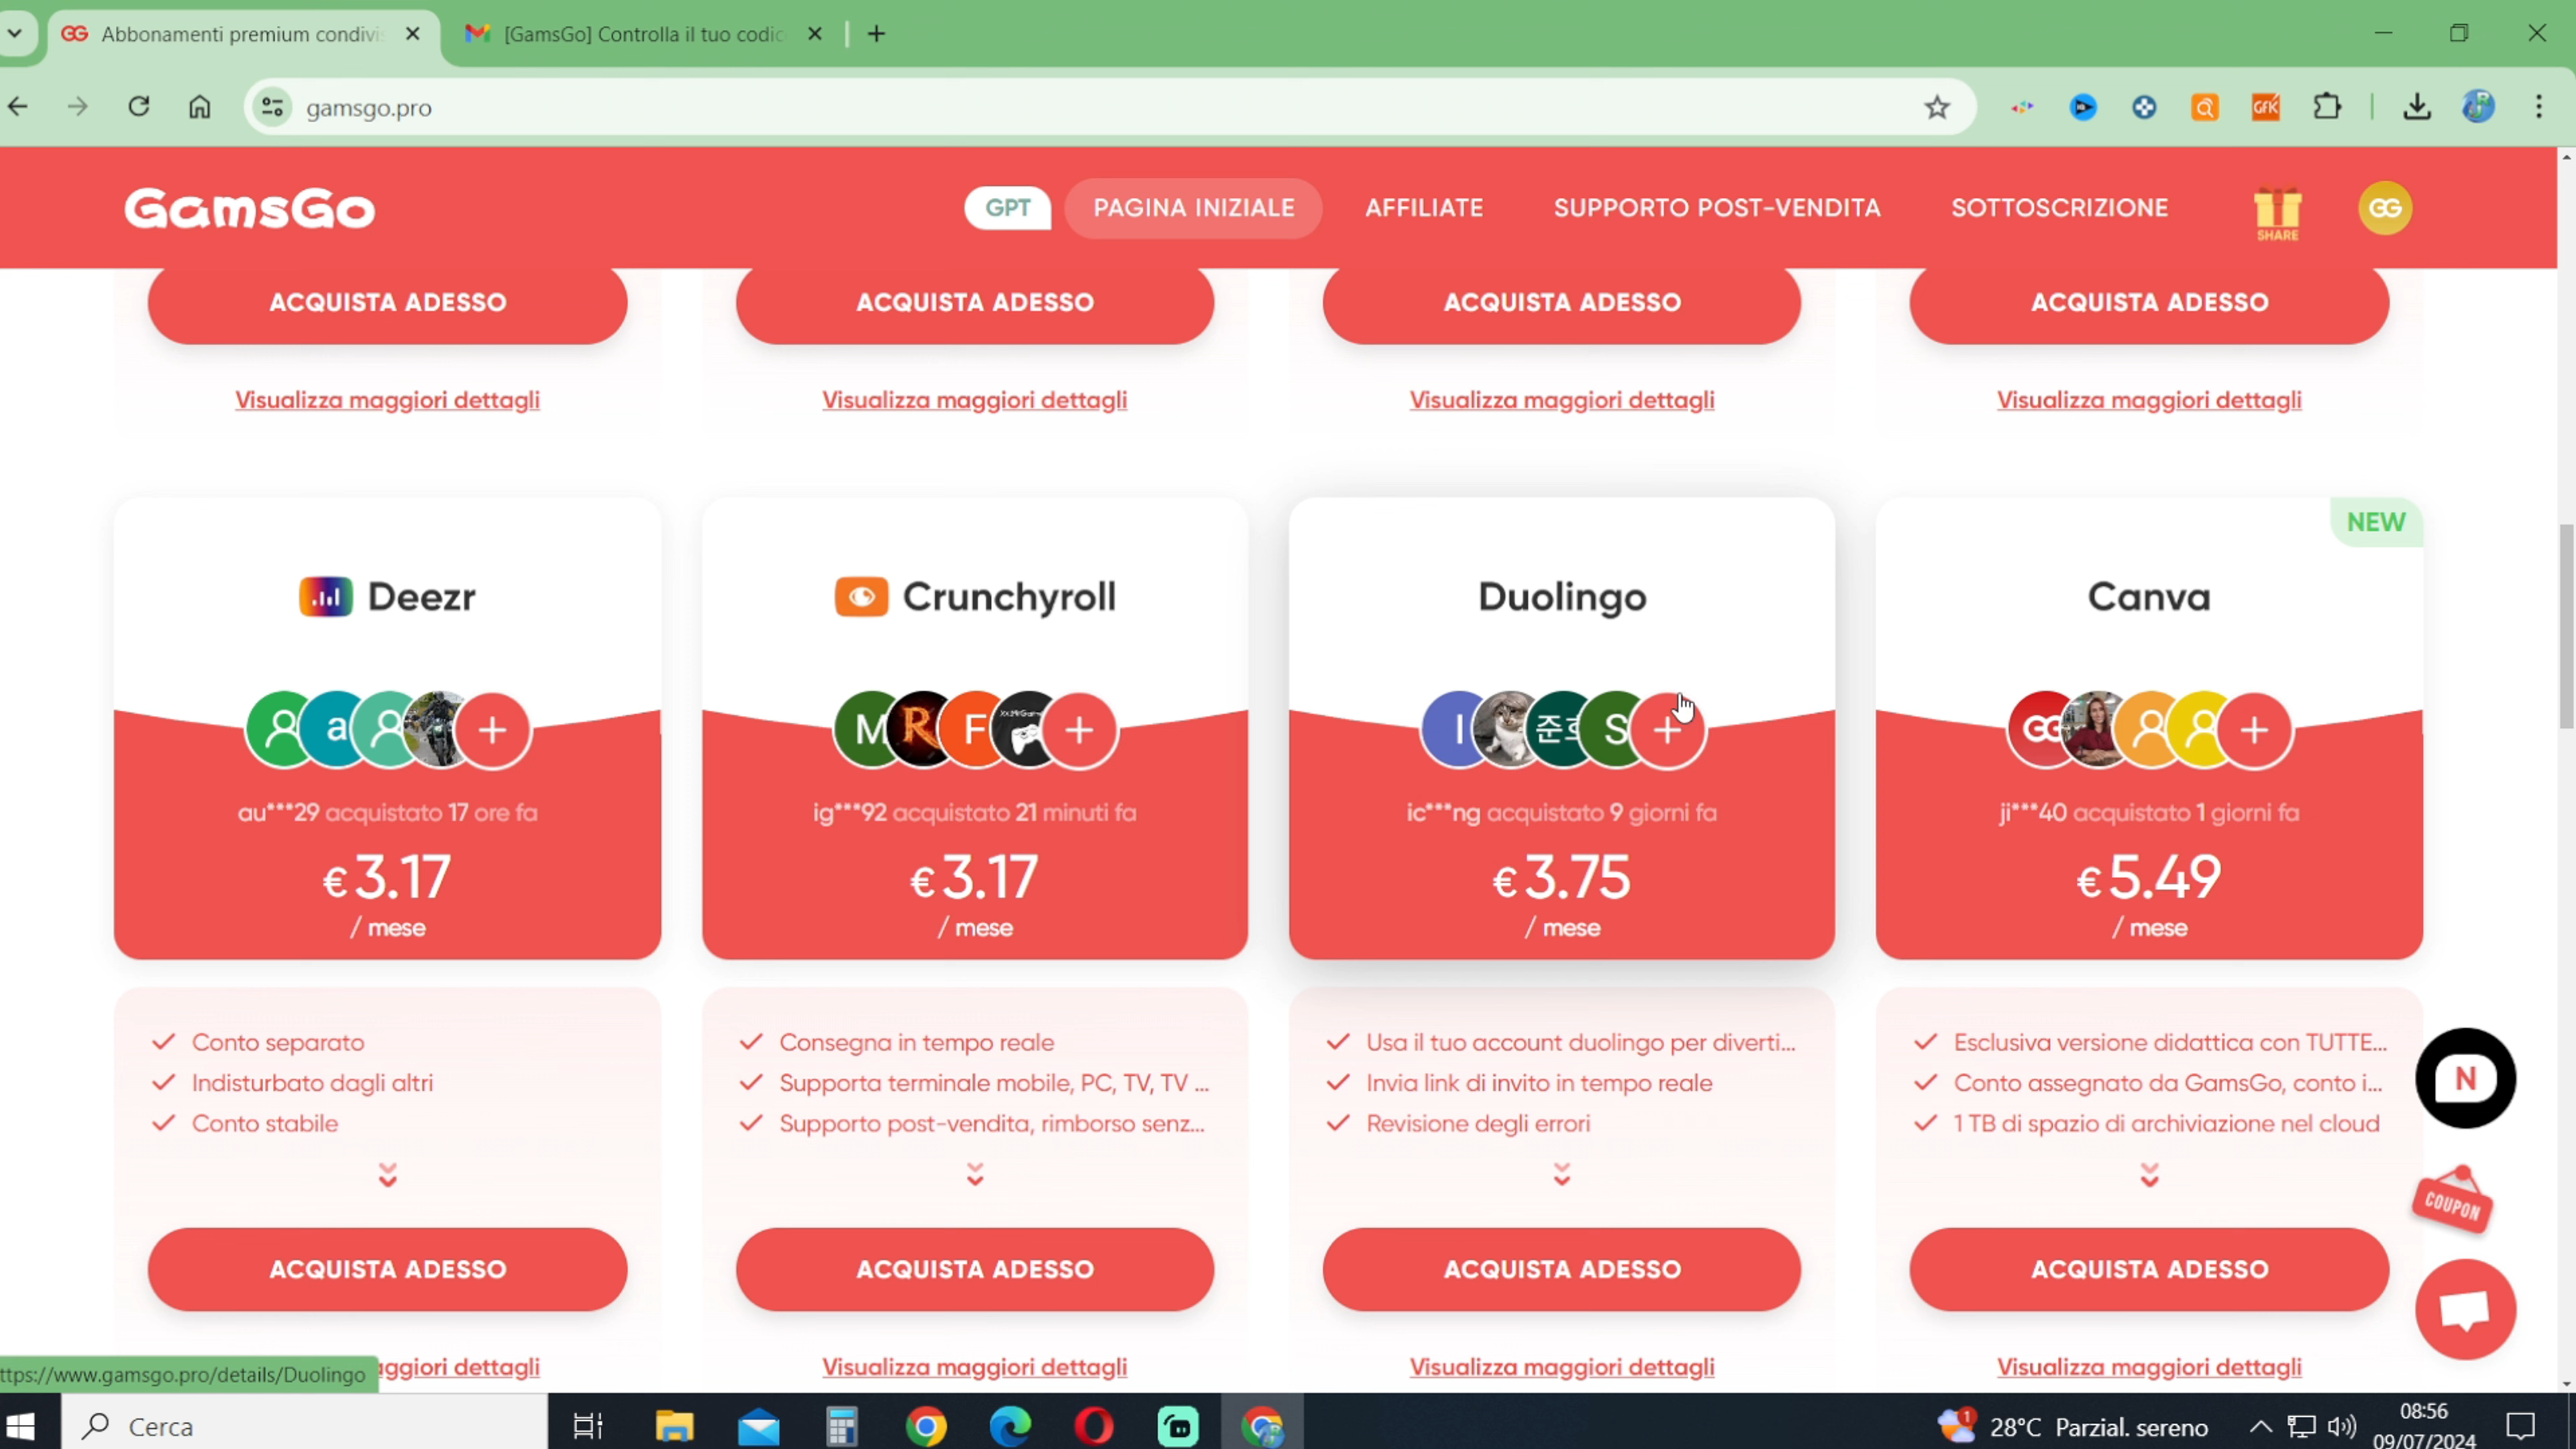 Abbonamenti premium condivis
[GamsGo] Controlla il tuo codic
gamsgo.pro
GFK
GamsGo
GPT
PAGINA INIZIALE
AFFILIATE
SUPPORTO POST-VENDITA
SOTTOSCRIZIONE
SHARE
GG
ACQUISTA ADESSO
ACQUISTA ADESSO
ACQUISTA ADESSO
ACQUISTA ADESSO
Visualizza maggiori dettagli
Visualizza maggiori dettagli
Visualizza maggiori dettagli
Visualizza maggiori dettagli
Deezr
a
au***29 acquistato 17 ore fa
€3.17
/ mese
Conto separato
Indisturbato dagli altri
Conto stabile
ACQUISTA ADESSO
Crunchyroll
M R F
ig***92 acquistato 21 minuti fa
€3.17
/ mese
Consegna in tempo reale
Supporta terminale mobile, PC, TV, TV ...
Supporto post-vendita, rimborso senz...
ACQUISTA ADESSO
Visualizza maggiori dettagli
Duolingo
I 준호 S
ic***ng acquistato 9 giorni fa
€3.75
/ mese
Usa il tuo account duolingo per diverti...
Invia link di invito in tempo reale
Revisione degli errori
ACQUISTA ADESSO
Visualizza maggiori dettagli
NEW
Canva
GG
ji***40 acquistato 1 giorni fa
€5.49
/ mese
Esclusiva versione didattica con TUTTE...
Conto assegnato da GamsGo, conto i...
1 TB di spazio di archiviazione nel cloud
ACQUISTA ADESSO
Visualizza maggiori dettagli
N
COUPON
ttps://www.gamsgo.pro/details/Duolingo
aggiori dettagli
Cerca
1
28°C Parzial. sereno
08:56
09/07/2024